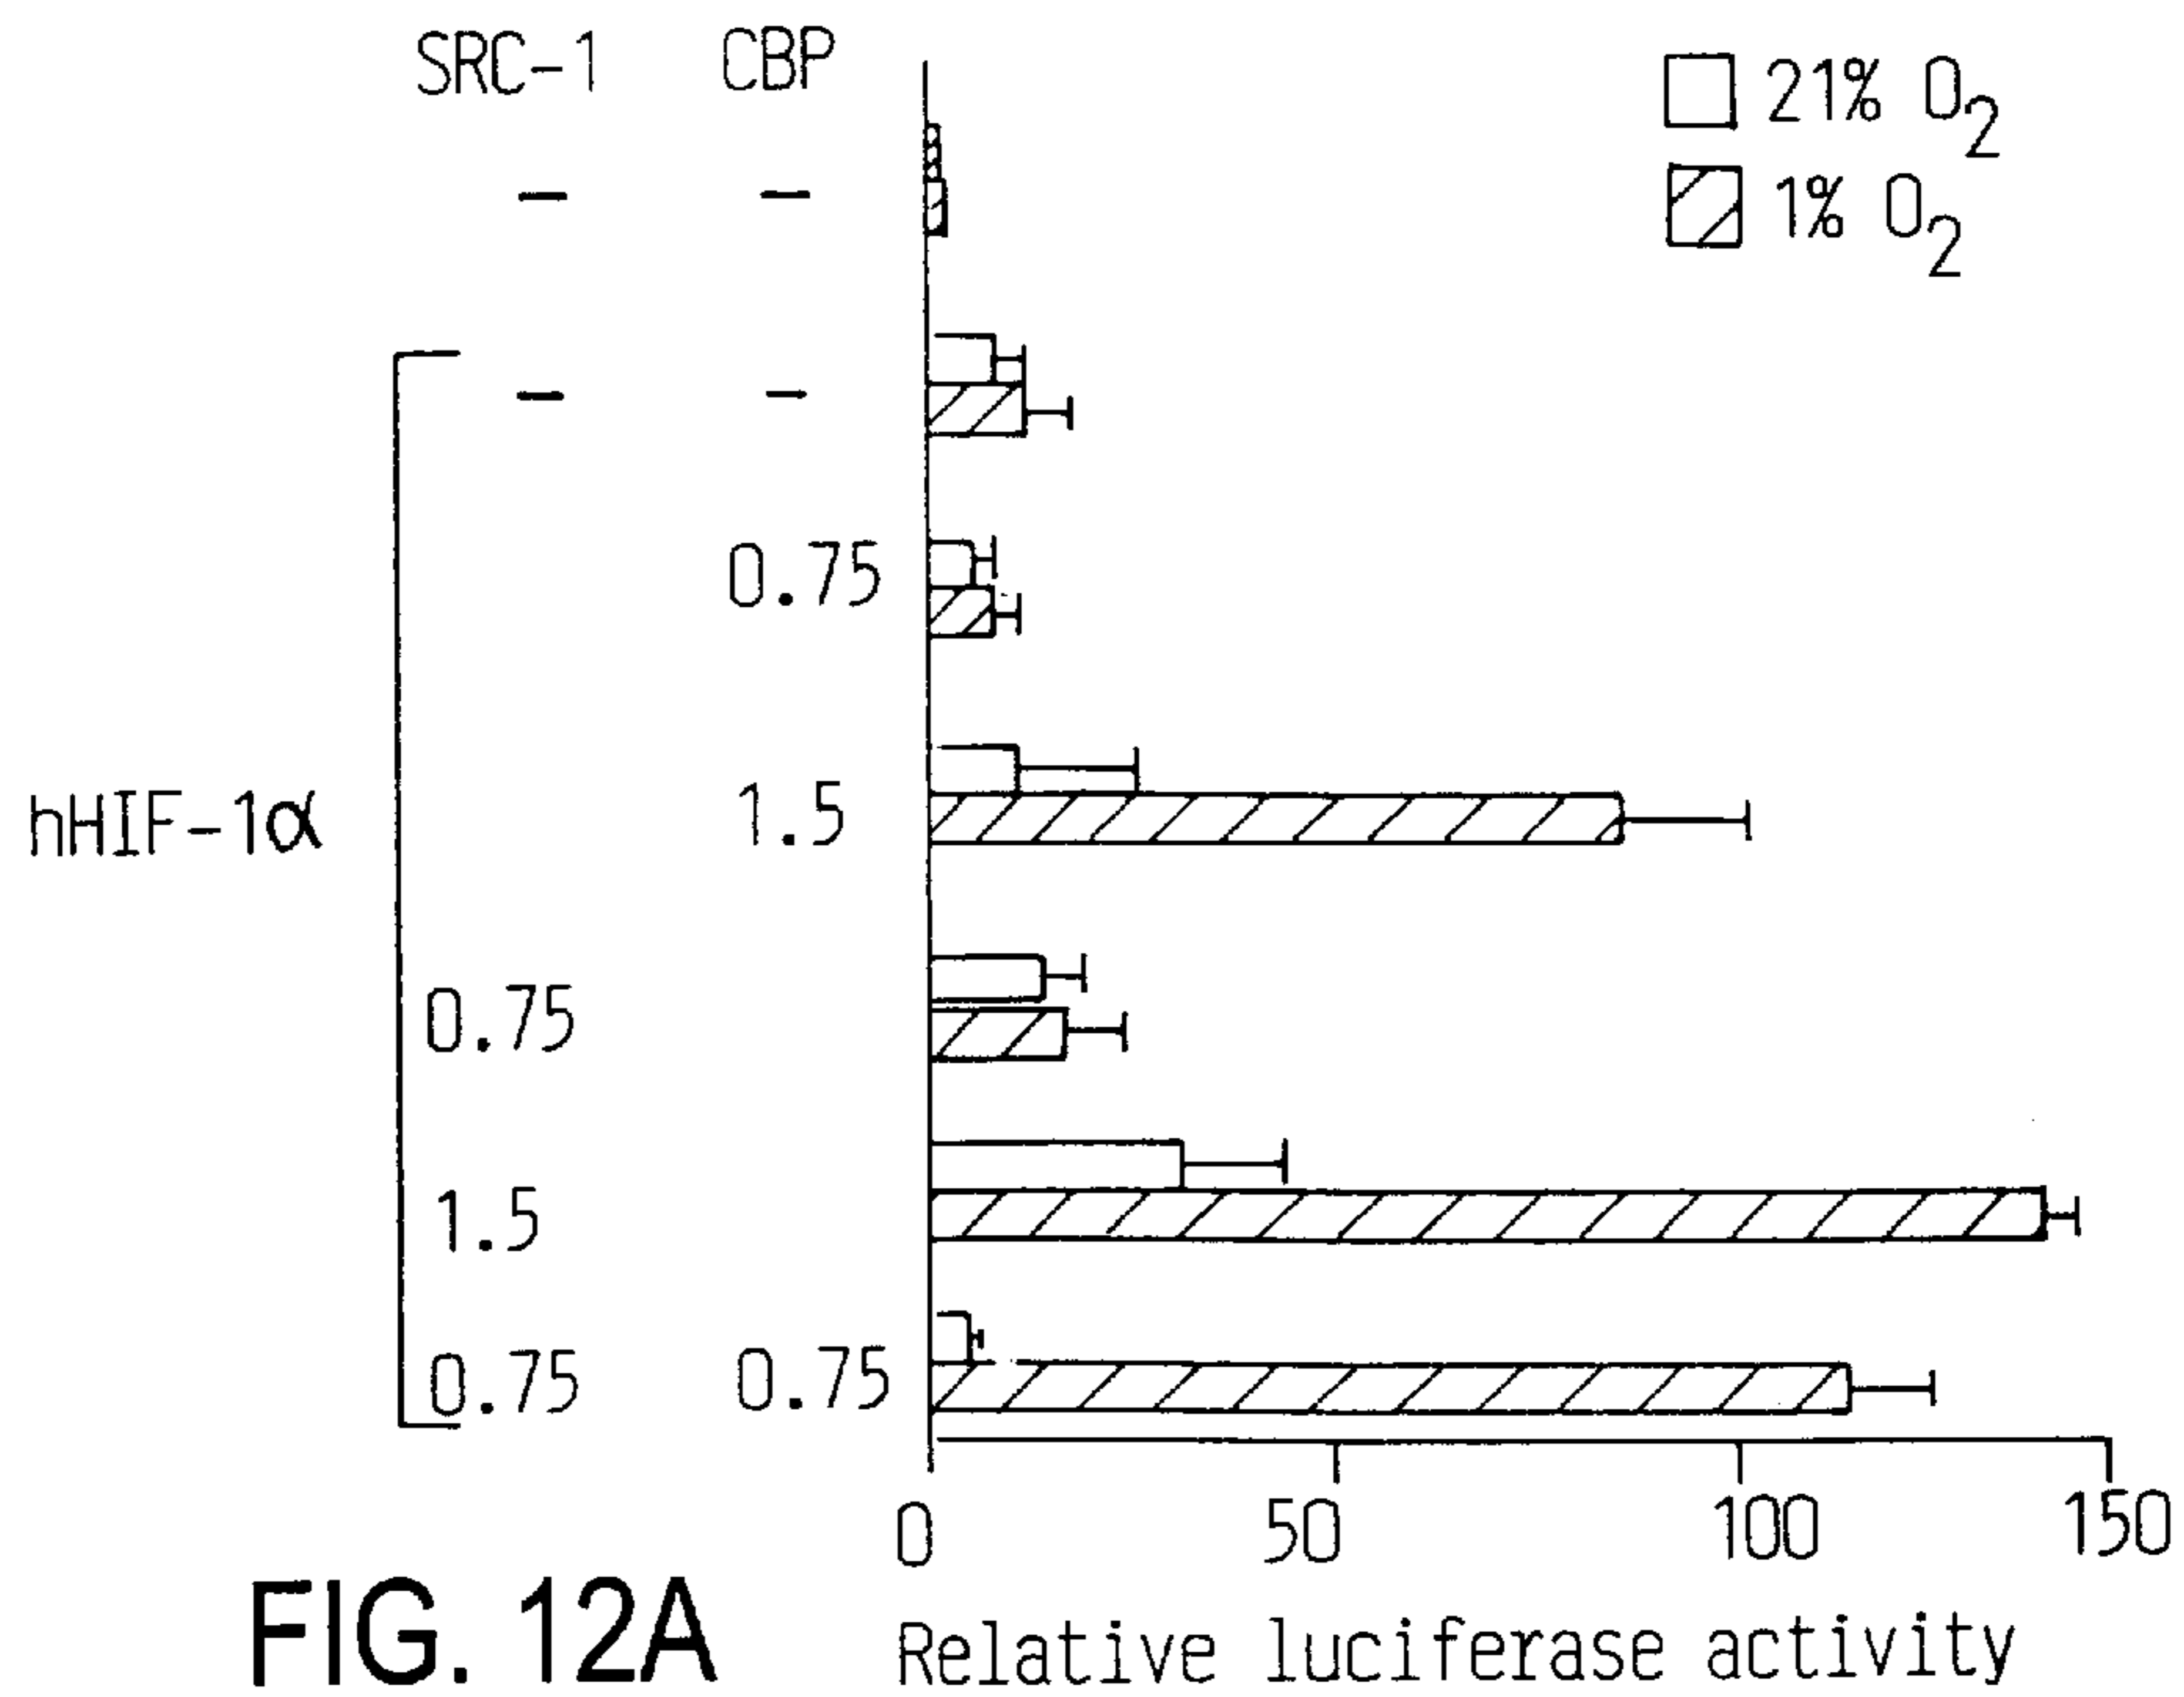 SRC-1 CBP
21% O2
1% O2
- -
- -
0.75
hHIF-1α 1.5
0.75
1.5
0.75 0.75
0 50 100 150
FIG. 12A Relative luciferase activity